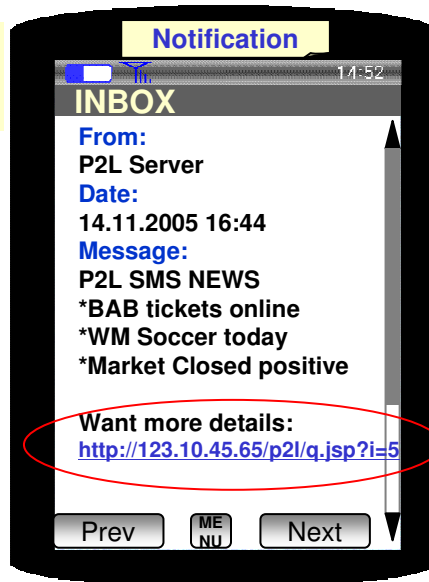 Notification
14:52
INBOX
From:
P2L Server
Date:
14.11.2005 16:44
Message:
P2L SMS NEWS
*BAB tickets online
*WM Soccer today
*Market Closed positive
Want more details:
http://123.10.45.65/p2l/q.jsp?i=5
Prev
ME
NU
Next